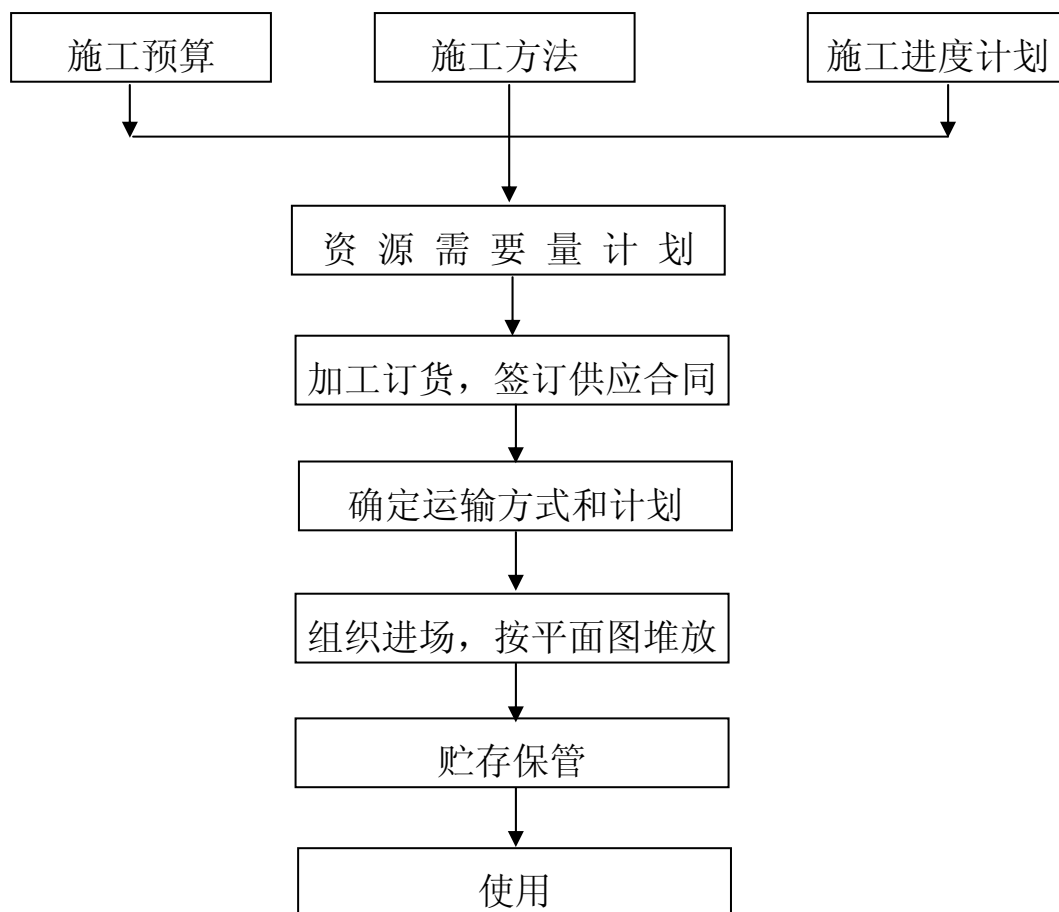 施工预算
施工方法
施工进度计划
资 源 需 要 量 计 划
加工订货，签订供应合同
确定运输方式和计划
组织进场，按平面图堆放
贮存保管
使用